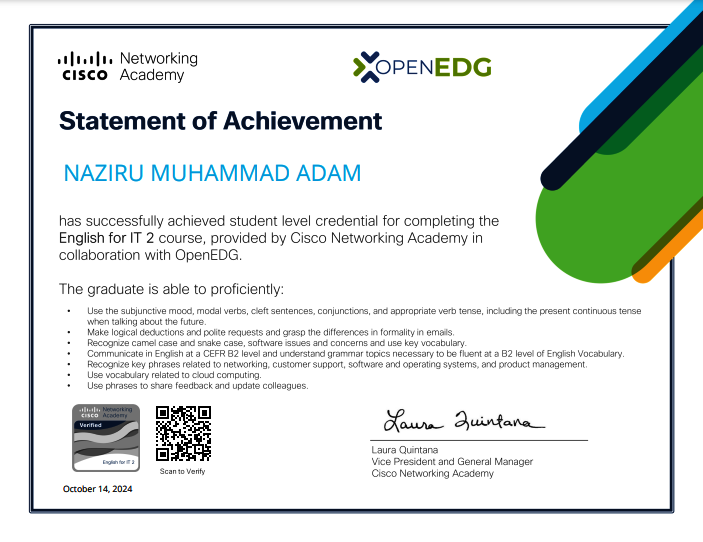 Networking
CISCO Academy
OPENEDG
Statement of Achievement
NAZIRU MUHAMMAD ADAM
has successfully achieved student level credential for completing the
English for IT 2 course, provided by Cisco Networking Academy in
collaboration with OpenEDG.
The graduate is able to proficiently:
• Use the subjunctive mood, modal verbs, cleft sentences, conjunctions, and appropriate verb tense, including the present continuous tense
when talking about the future.
• Make logical deductions and polite requests and grasp the differences in formality in emails.
• Recognize camel case and snake case, software issues and concerns and use key vocabulary.
• Communicate in English at a CEFR B2 level and understand grammar topics necessary to be fluent at a B2 level of English Vocabulary.
• Recognize key phrases related to networking, customer support, software and operating systems, and product management.
• Use vocabulary related to cloud computing.
• Use phrases to share feedback and update colleagues.
Networking
CISCO Academy
Verified
English for IT 2
Scan to Verify
October 14, 2024
Laura Quintana
Laura Quintana
Vice President and General Manager
Cisco Networking Academy